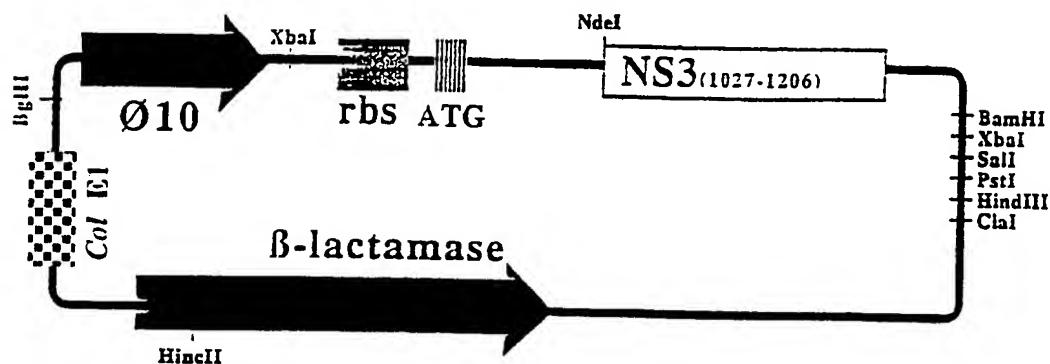 NdeI
XbaI
NS3(1027-1206)
BglII
Ø10
rbs
ATG
BamHI
XbaI
SalI
PstI
HindIII
ClaI
Col E1
ß-lactamase
HincII